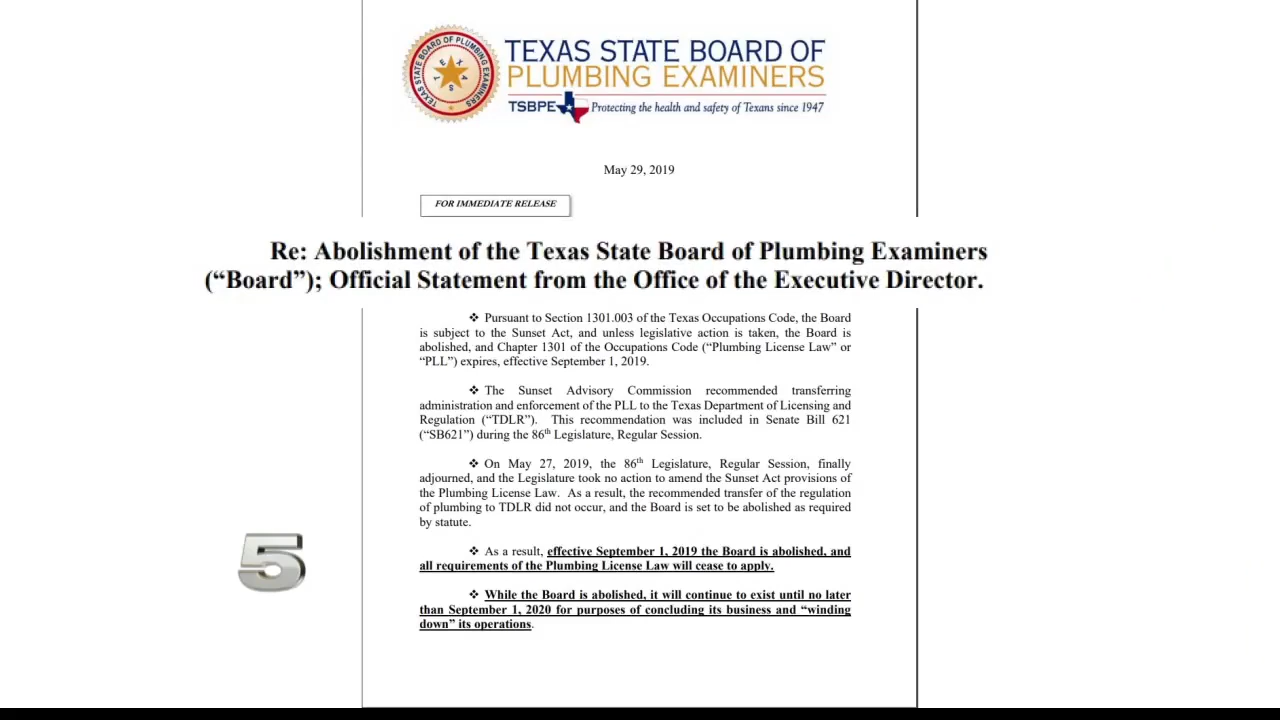 TEXAS STATE BOARD OF
PLUMBING EXAMINERS
TEXAS STATE BOARD OF PLUMBING EXAMINERS
TEXAS
TSBPE Protecting the health and safety of Texans since 1947
May 29, 2019
FOR IMMEDIATE RELEASE
Re: Abolishment of the Texas State Board of Plumbing Examiners
(“Board”); Official Statement from the Office of the Executive Director.
❖ Pursuant to Section 1301.003 of the Texas Occupations Code, the Board
is subject to the Sunset Act, and unless legislative action is taken, the Board is
abolished, and Chapter 1301 of the Occupations Code (“Plumbing License Law” or
“PLL”) expires, effective September 1, 2019.
❖ The Sunset Advisory Commission recommended transferring
administration and enforcement of the PLL to the Texas Department of Licensing and
Regulation (“TDLR”). This recommendation was included in Senate Bill 621
(“SB621”) during the 86th Legislature, Regular Session.
❖ On May 27, 2019, the 86th Legislature, Regular Session, finally
adjourned, and the Legislature took no action to amend the Sunset Act provisions of
the Plumbing License Law. As a result, the recommended transfer of the regulation
of plumbing to TDLR did not occur, and the Board is set to be abolished as required
by statute.
❖ As a result, effective September 1, 2019 the Board is abolished, and
all requirements of the Plumbing License Law will cease to apply.
❖ While the Board is abolished, it will continue to exist until no later
than September 1, 2020 for purposes of concluding its business and “winding
down” its operations.
5